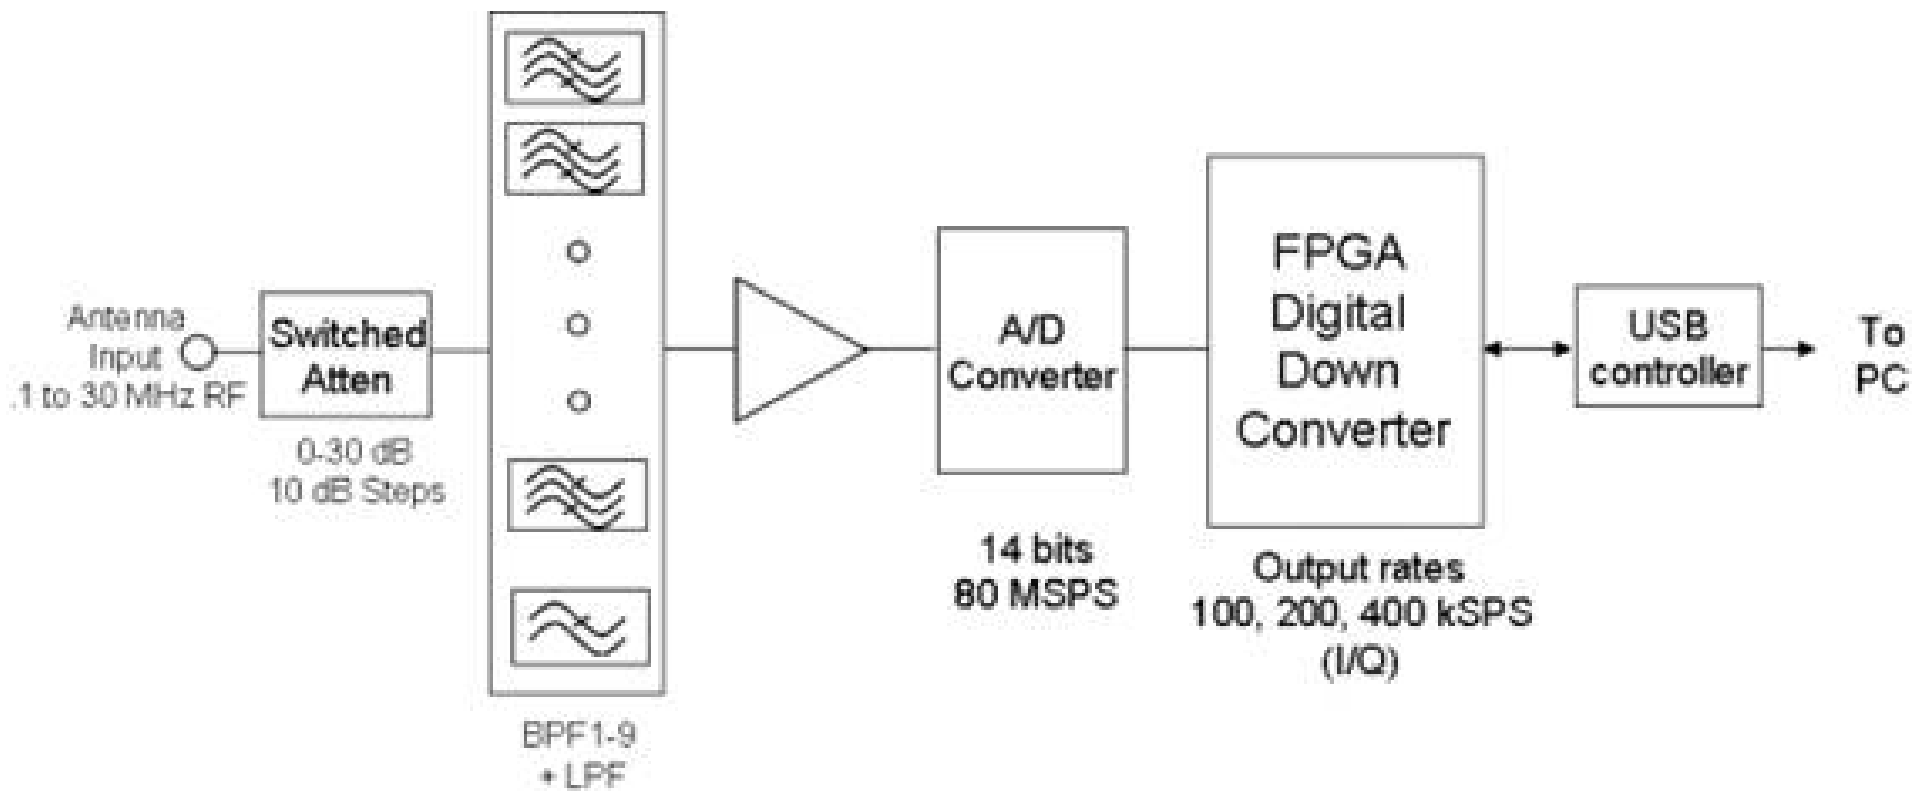 Antenna
Input
.1 to 30 MHz RF
Switched
Atten
0-30 dB
10 dB Steps
BPF1-9
+ LPF
A/D
Converter
14 bits
80 MSPS
FPGA
Digital
Down
Converter
Output rates
100, 200, 400 kSPS
(I/Q)
USB
controller
To
PC